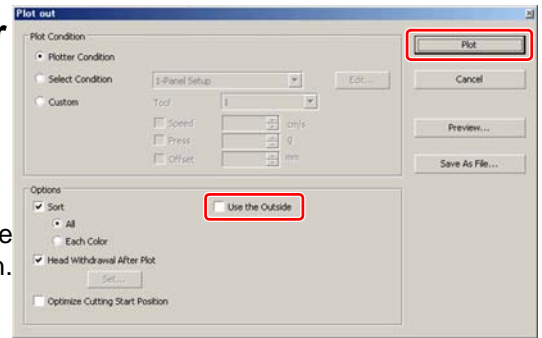 Plot out
r
Plot Condition
Plot
Plotter Condition
Select Condition
1-Panel Setup
Edit...
Cancel
Custom
Tool
1
Speed
cm/s
Preview...
Press
g
Offset
mm
Save As File...
Options
Sort
Use the Outside
All
e
Each Color
Head Withdrawal After Plot
n.
Set...
Optimize Cutting Start Position